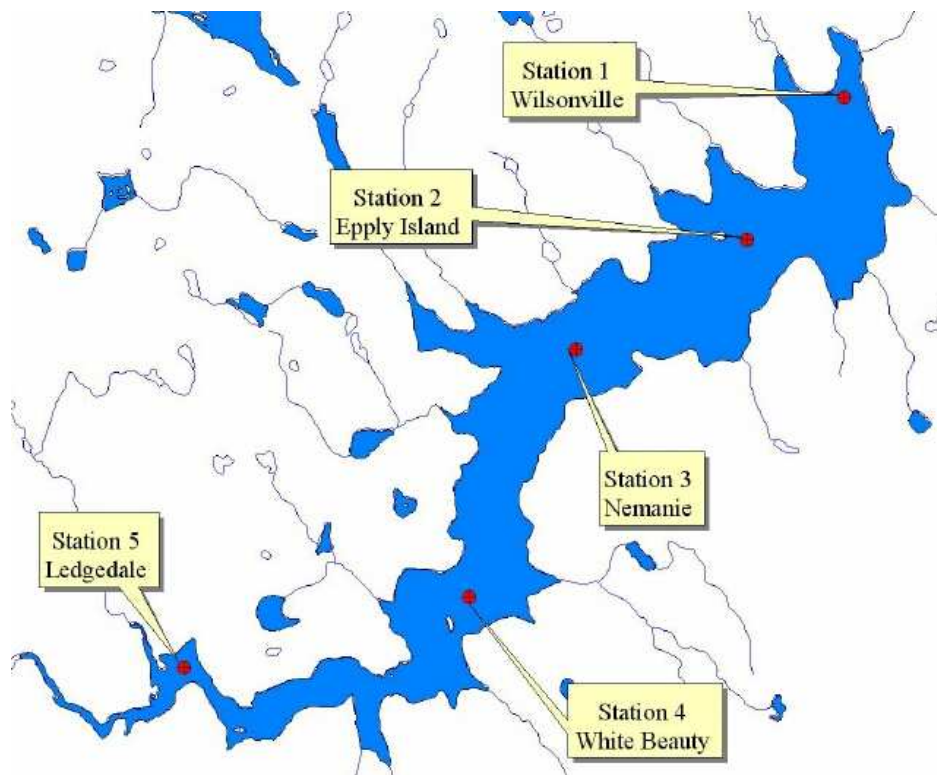 Station 1
Wilsonville
Station 2
Epply Island
Station 3
Nemanie
Station 5
Ledgedale
Station 4
White Beauty